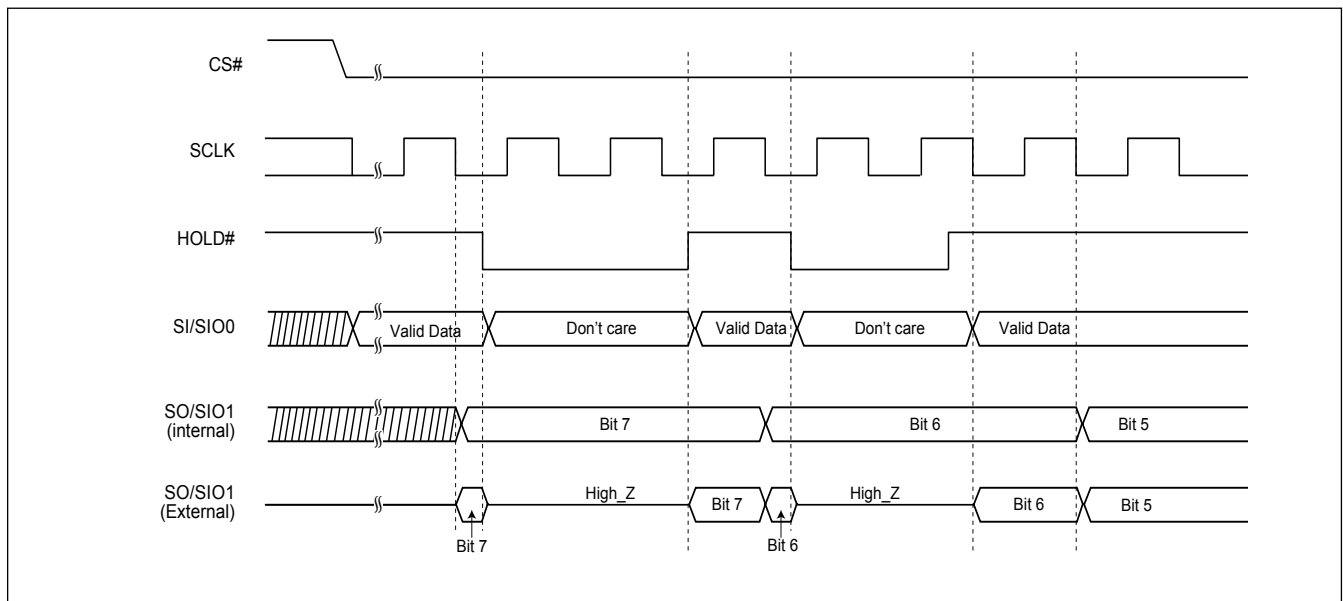 CS#
SCLK
HOLD#
SI/SIO0
Valid Data
Don't care
Valid Data
Don't care
Valid Data
SO/SIO1
(internal)
Bit 7
Bit 6
Bit 5
SO/SIO1
(External)
High_Z
Bit 7
High_Z
Bit 6
Bit 5
Bit 7
Bit 6